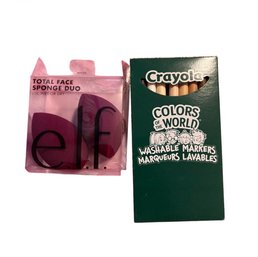 TOTAL FACE
SPONGE DUO
e.l.f.
Crayola
COLORS
OF THE
WORLD
WASHABLE MARKERS
MARQUEURS LAVABLES